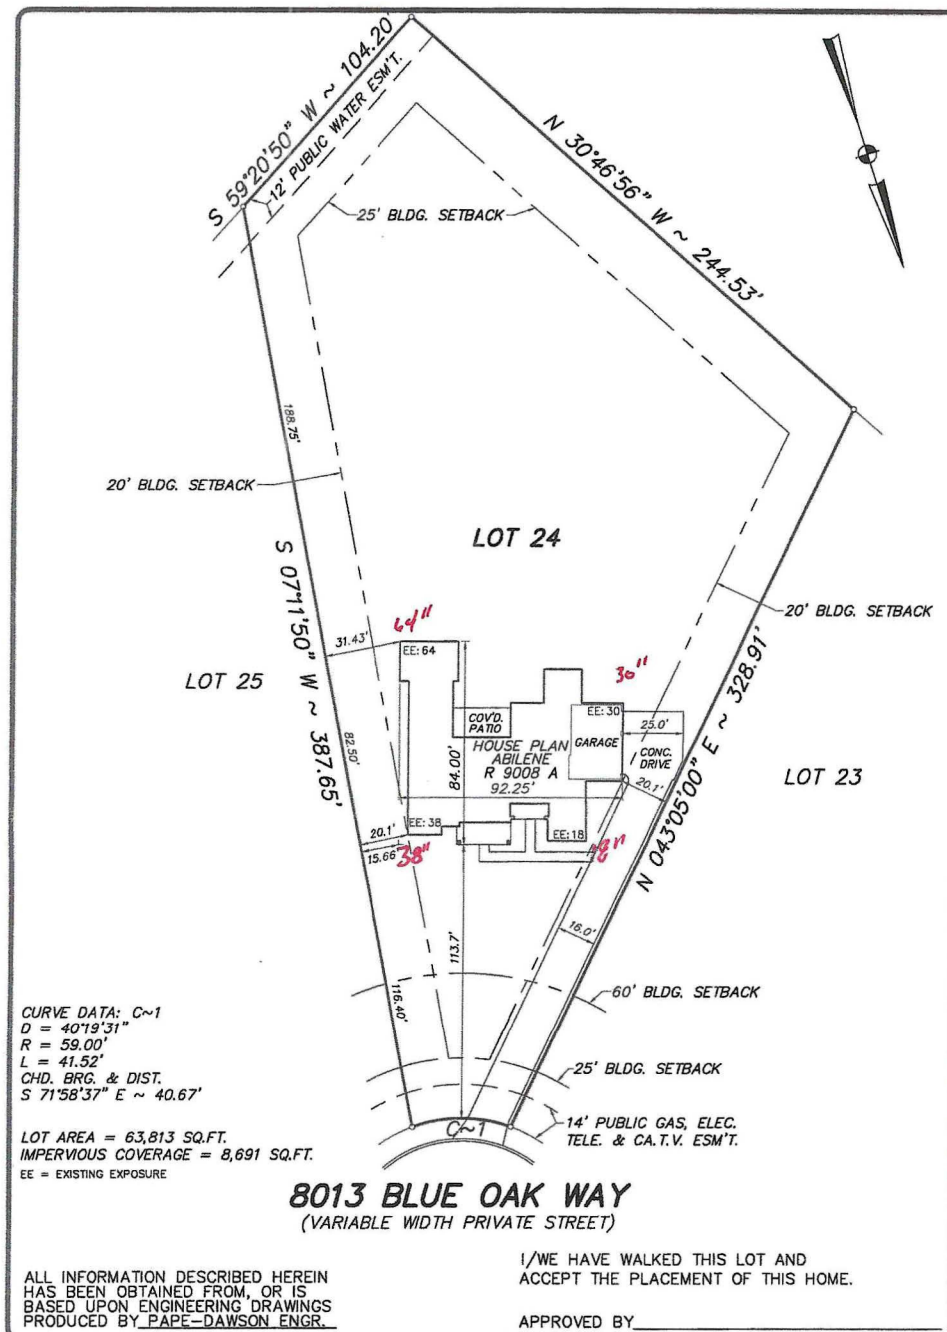 S 59°20'50" W ~ 104.20'
12' PUBLIC WATER ESM'T.
N 30°46'56" W ~ 244.53'
25' BLDG. SETBACK
188.75'
20' BLDG. SETBACK
LOT 24
S 07°11'50" W ~ 387.65'
20' BLDG. SETBACK
64"
31.43'
EE: 64
LOT 25
30"
EE: 30
25.0'
COV'D.
PATIO
GARAGE
CONC.
DRIVE
HOUSE PLAN
ABILENE
R 9008 A
92.25'
84.00'
82.50'
LOT 23
20.1'
N 043°05'00" E ~ 328.91'
EE: 38
EE: 18
20.1'
15.66'
38"
18"
16.0'
113.7'
116.40'
60' BLDG. SETBACK
25' BLDG. SETBACK
14' PUBLIC GAS, ELEC.
TELE. & CA.T.V. ESM'T.
C~1
CURVE DATA: C~1
D = 40°19'31"
R = 59.00'
L = 41.52'
CHD. BRG. & DIST.
S 71°58'37" E ~ 40.67'
LOT AREA = 63,813 SQ.FT.
IMPERVIOUS COVERAGE = 8,691 SQ.FT.
EE = EXISTING EXPOSURE
8013 BLUE OAK WAY
(VARIABLE WIDTH PRIVATE STREET)
ALL INFORMATION DESCRIBED HEREIN
HAS BEEN OBTAINED FROM, OR IS
BASED UPON ENGINEERING DRAWINGS
PRODUCED BY PAPE-DAWSON ENGR.
I/WE HAVE WALKED THIS LOT AND
ACCEPT THE PLACEMENT OF THIS HOME.
APPROVED BY